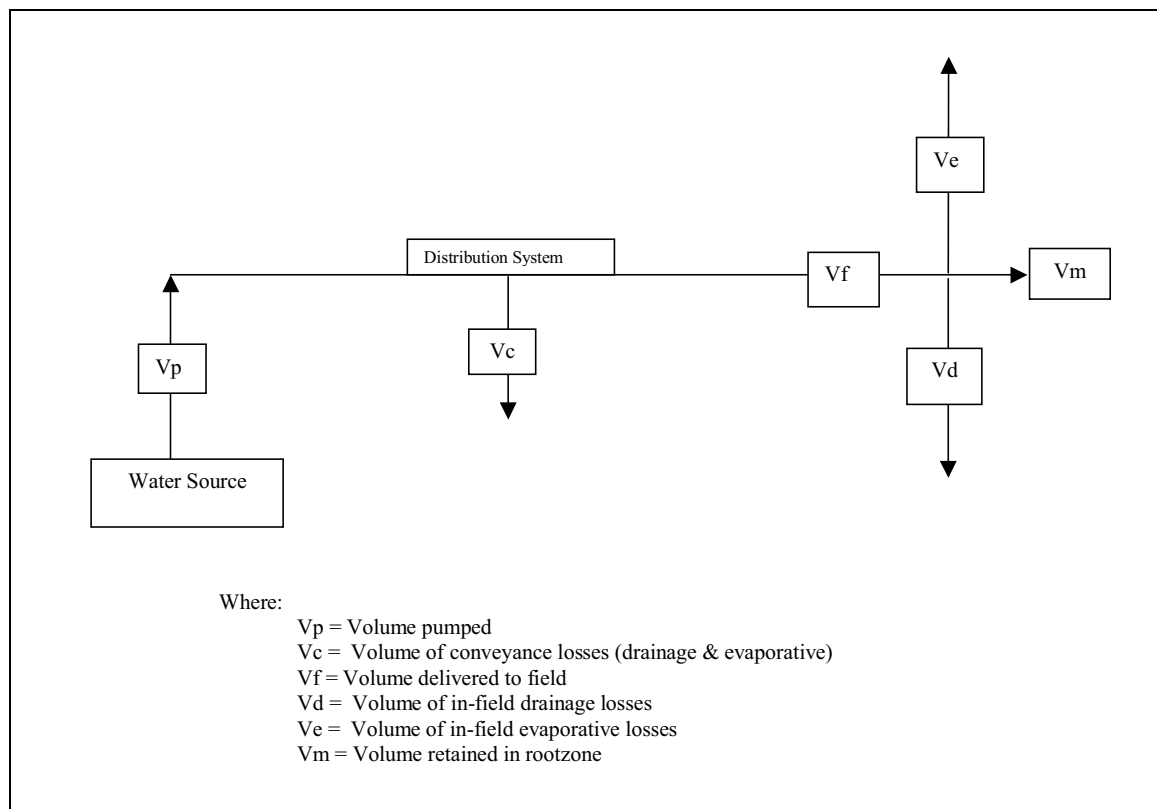 Ve
Distribution System
Vf
Vm
Vc
Vp
Vd
Water Source
Where:
Vp = Volume pumped
Vc =  Volume of conveyance losses (drainage & evaporative)
Vf = Volume delivered to field
Vd =  Volume of in-field drainage losses
Ve =  Volume of in-field evaporative losses
Vm = Volume retained in rootzone